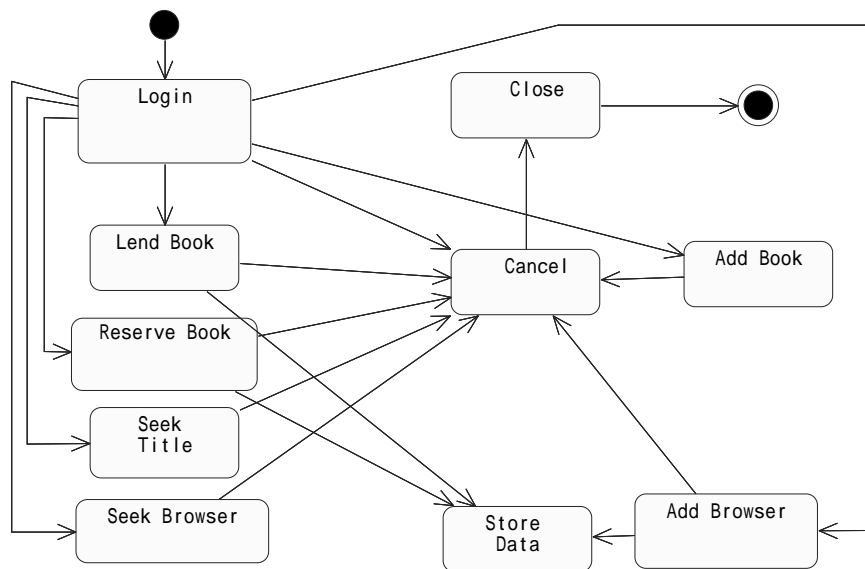 Login
Close
Lend Book
Cancel
Add Book
Reserve Book
Seek
Title
Seek Browser
Store
Data
Add Browser